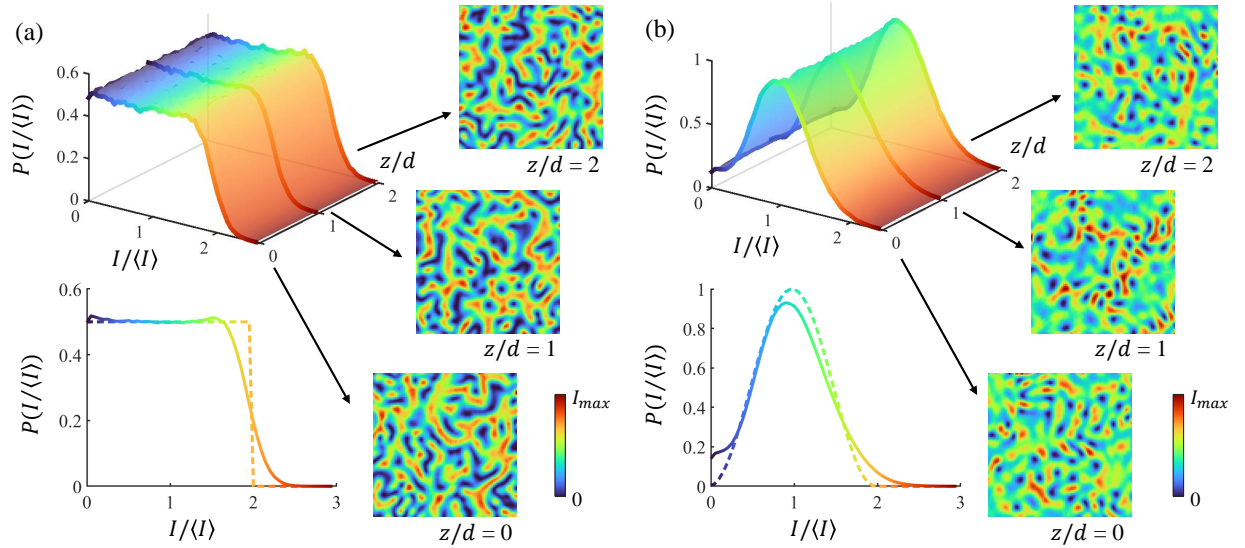 (a)
0.6
0.4
0.2
0
P(I/⟨I⟩)
0
1
2
I/⟨I⟩
0
1
2
z/d
z/d = 2
z/d = 1
0.6
0.4
0.2
0
P(I/⟨I⟩)
0
1
2
3
I/⟨I⟩
I_max
0
z/d = 0
(b)
1
0.5
0
P(I/⟨I⟩)
0
1
2
I/⟨I⟩
0
1
2
z/d
z/d = 2
z/d = 1
1
0.8
0.6
0.4
0.2
0
P(I/⟨I⟩)
0
1
2
3
I/⟨I⟩
I_max
0
z/d = 0